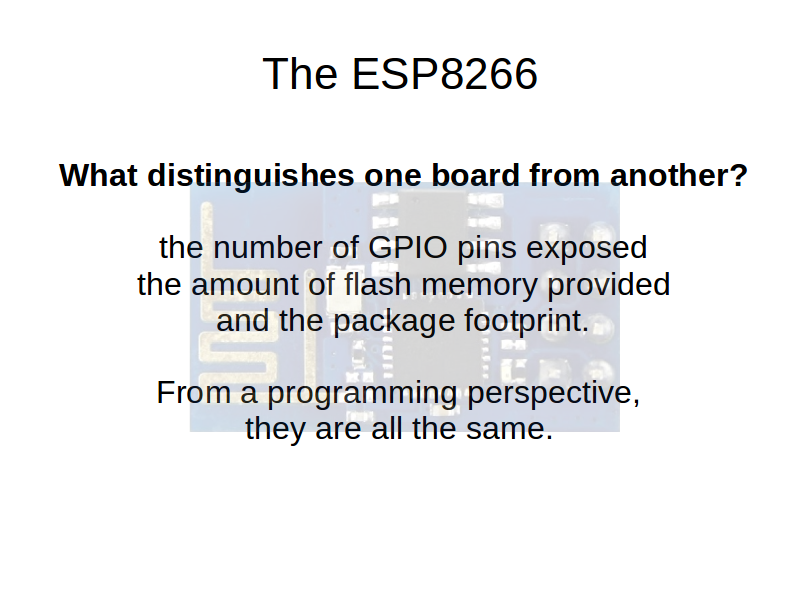 The ESP8266
What distinguishes one board from another?
the number of GPIO pins exposed
the amount of flash memory provided
and the package footprint.
From a programming perspective,
they are all the same.